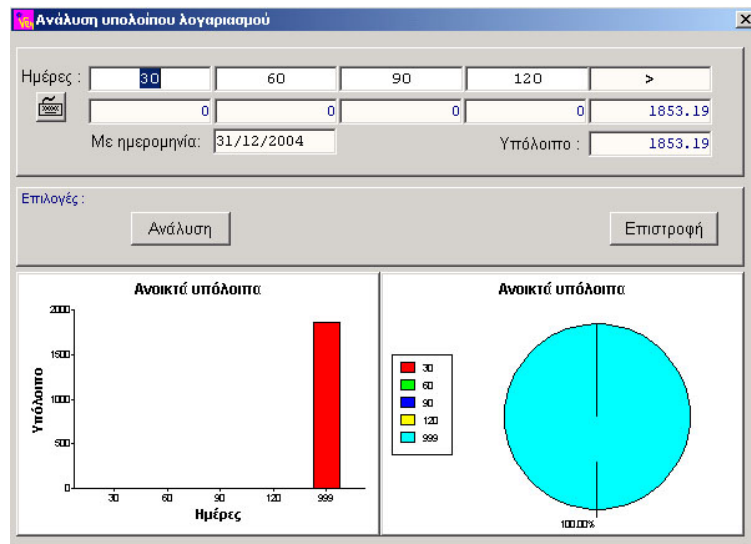 Ανάλυση υπολοίπου λογαριασμού
Ημέρες : 30 60 90 120 >
0 0 0 0 1853.19
Με ημερομηνία: 31/12/2004 Υπόλοιπο : 1853.19
Επιλογές :
Ανάλυση Επιστροφή
Ανοικτά υπόλοιπα
Υπόλοιπο
2000
1500
1000
500
0
30 60 90 120 999
Ημέρες
Ανοικτά υπόλοιπα
30
60
90
120
999
100.00%